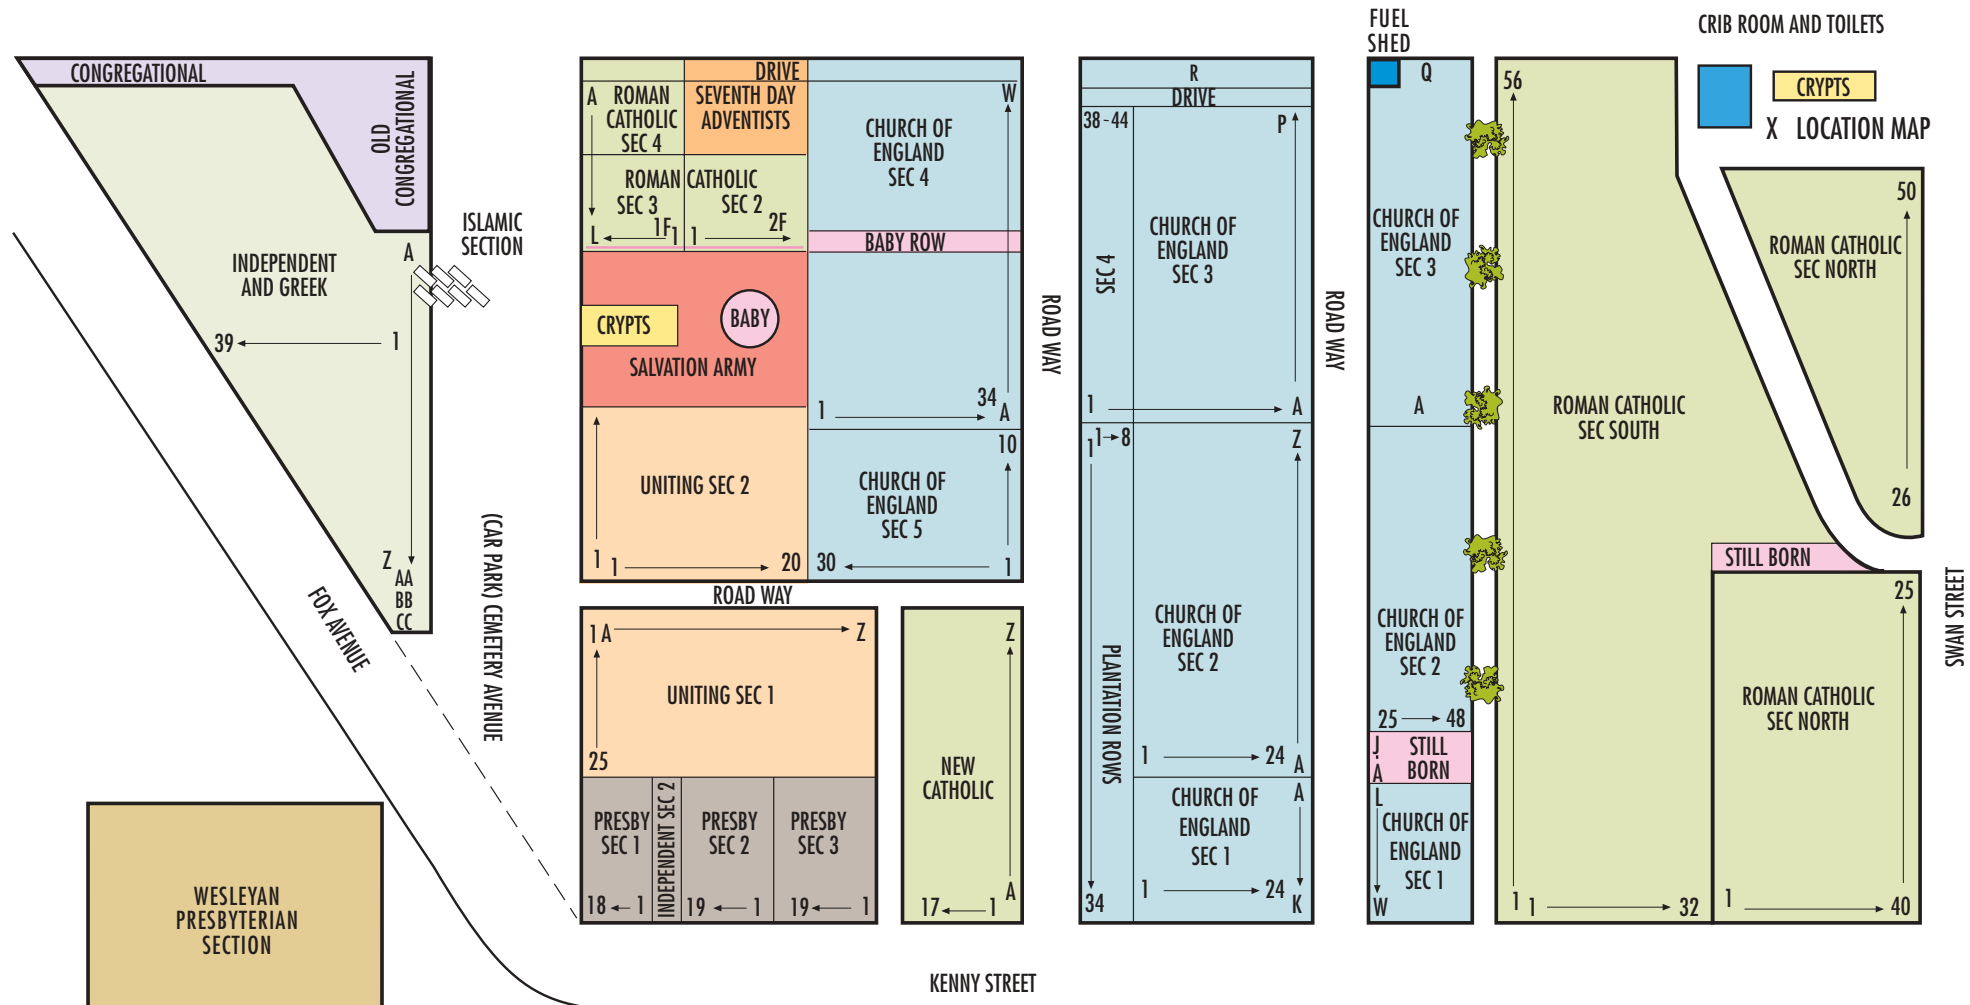 CONGREGATIONAL
OLD
CONGREGATIONAL
ISLAMIC
SECTION
INDEPENDENT
AND GREEK
A
39
1
Z
AA
BB
CC
FOX AVENUE
(CAR PARK) CEMETERY AVENUE
WESLEYAN
PRESBYTERIAN
SECTION
DRIVE
A
ROMAN
CATHOLIC
SEC 4
SEVENTH DAY
ADVENTISTS
ROMAN CATHOLIC
SEC 3
SEC 2
L
1F
1
1
2F
CRYPTS
BABY
SALVATION ARMY
UNITING SEC 2
1
1
20
W
CHURCH OF
ENGLAND
SEC 4
BABY ROW
34
1
A
10
CHURCH OF
ENGLAND
SEC 5
30
1
ROAD WAY
1 A
Z
UNITING SEC 1
25
PRESBY
SEC 1
18
1
INDEPENDENT SEC 2
PRESBY
SEC 2
19
1
PRESBY
SEC 3
19
1
Z
NEW
CATHOLIC
A
17
1
ROAD WAY
R
DRIVE
38-44
P
SEC 4
CHURCH OF
ENGLAND
SEC 3
1
A
1
1
8
Z
CHURCH OF
ENGLAND
SEC 2
PLANTATION ROWS
1
24
A
CHURCH OF
ENGLAND
SEC 1
A
1
24
K
34
ROAD WAY
FUEL
SHED
Q
CHURCH OF
ENGLAND
SEC 3
A
CHURCH OF
ENGLAND
SEC 2
25
48
J
A
STILL
BORN
L
CHURCH OF
ENGLAND
SEC 1
W
56
ROMAN CATHOLIC
SEC SOUTH
1
1
32
CRIB ROOM AND TOILETS
CRYPTS
X LOCATION MAP
50
ROMAN CATHOLIC
SEC NORTH
26
STILL BORN
25
ROMAN CATHOLIC
SEC NORTH
1
40
SWAN STREET
KENNY STREET